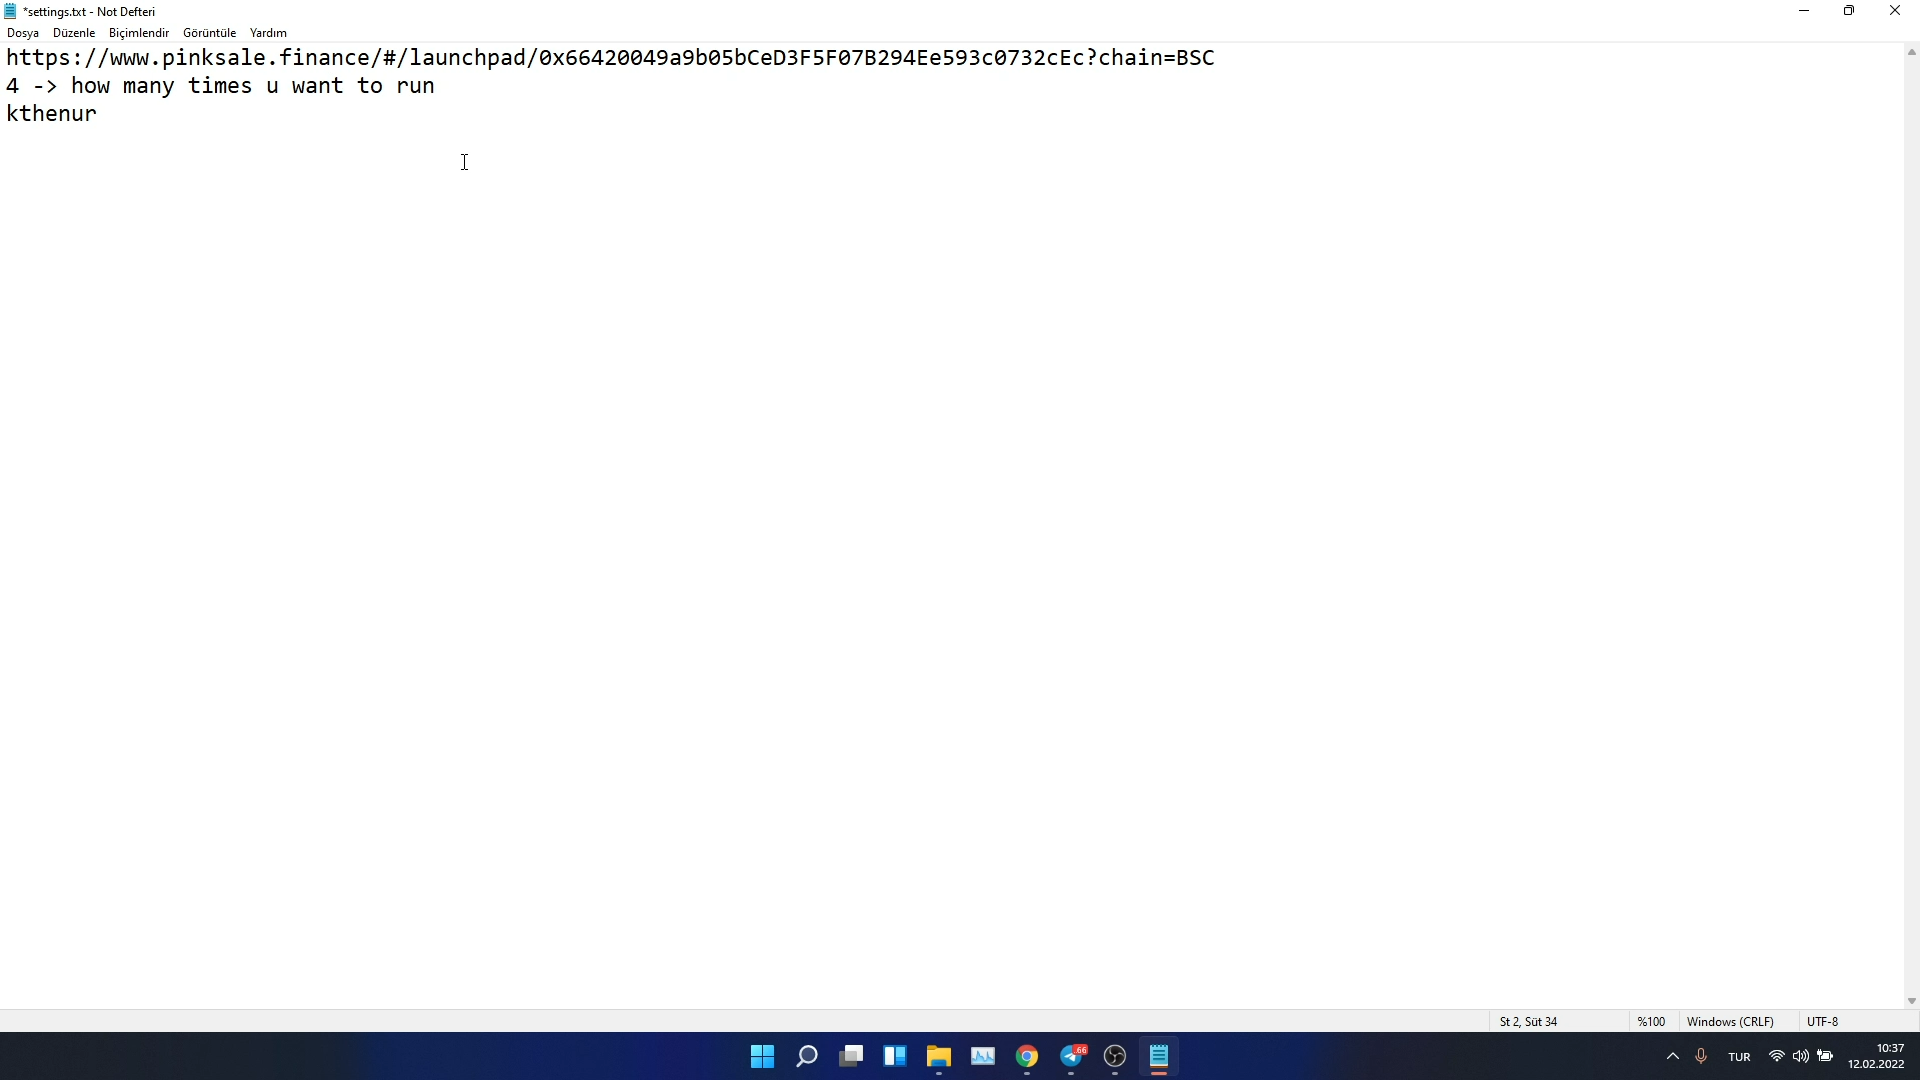 *settings.txt - Not Defteri
Dosya Düzenle Biçimlendir Görüntüle Yardım
https://www.pinksale.finance/#/launchpad/0x66420049a9b05bCeD3F5F07B294Ee593c0732cEc?chain=BSC
4 -> how many times u want to run
kthenur
St 2, Süt 34 %100 Windows (CRLF) UTF-8
66
TUR
10:37
12.02.2022